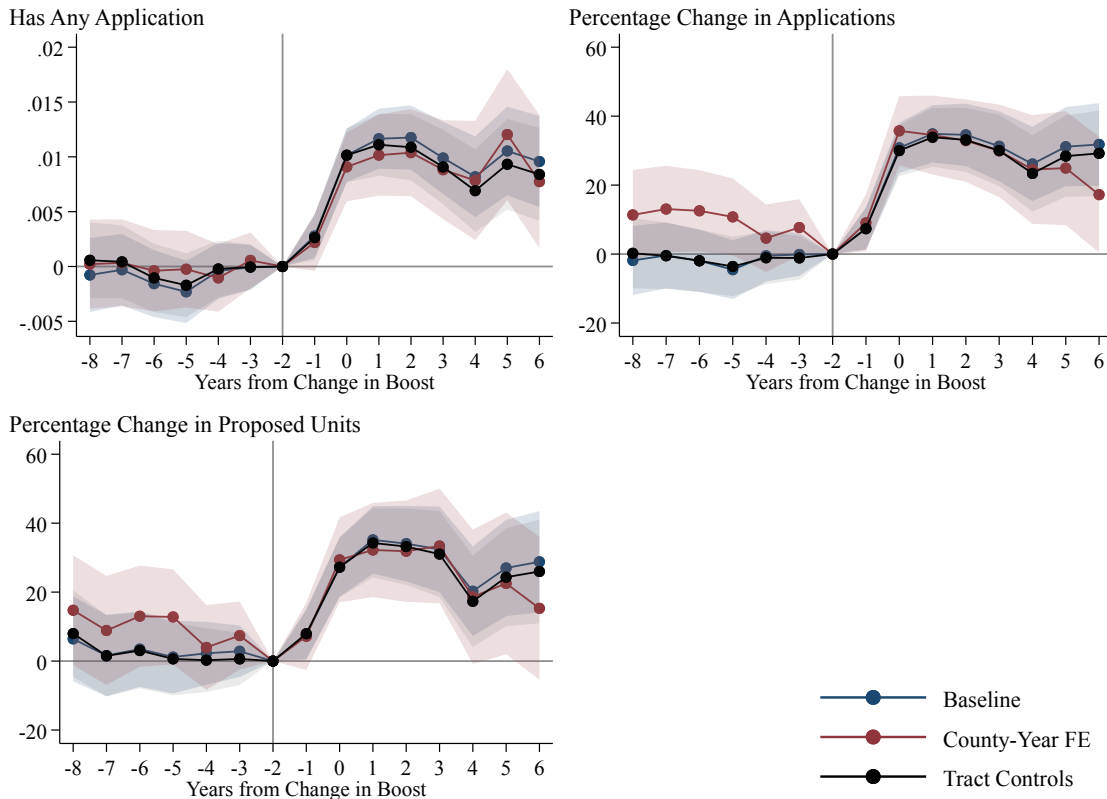 Has Any Application
.02
.015
.01
.005
0
-.005
-8 -7 -6 -5 -4 -3 -2 -1 0 1 2 3 4 5 6
Years from Change in Boost
Percentage Change in Applications
60
40
20
0
-20
-8 -7 -6 -5 -4 -3 -2 -1 0 1 2 3 4 5 6
Years from Change in Boost
Percentage Change in Proposed Units
60
40
20
0
-20
-8 -7 -6 -5 -4 -3 -2 -1 0 1 2 3 4 5 6
Years from Change in Boost
Baseline
County-Year FE
Tract Controls